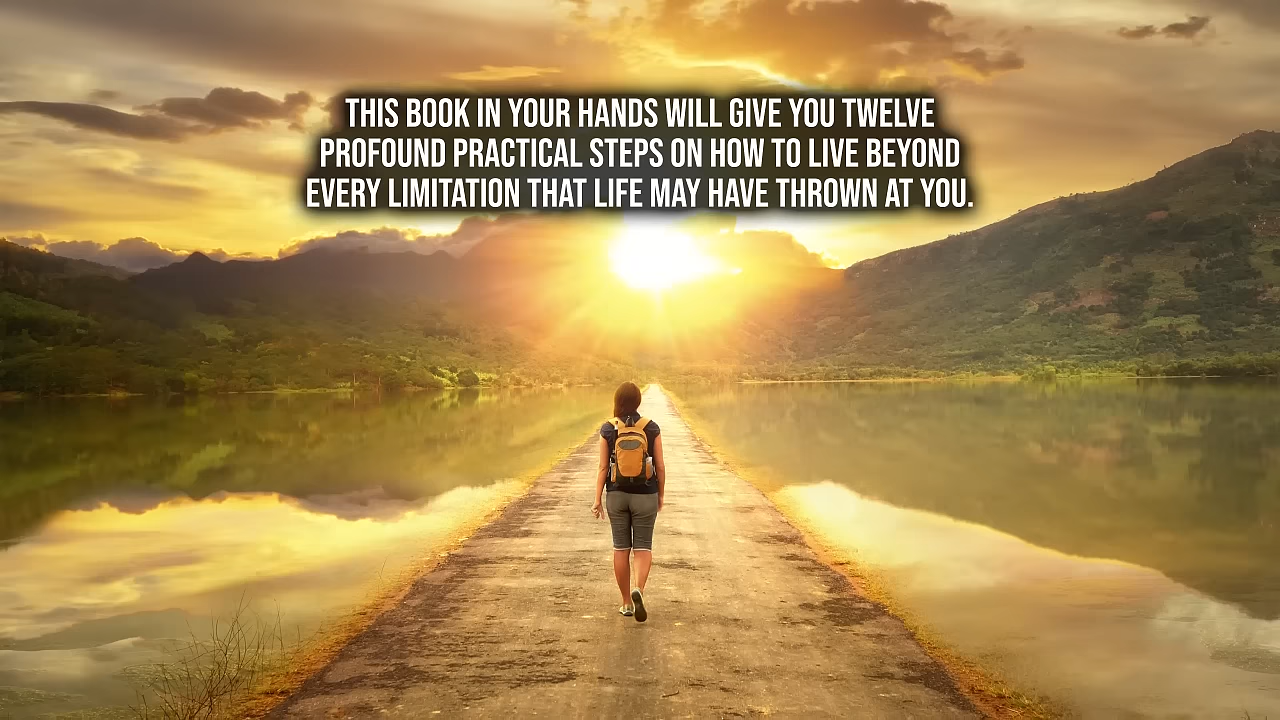 THIS BOOK IN YOUR HANDS WILL GIVE YOU TWELVE
PROFOUND PRACTICAL STEPS ON HOW TO LIVE BEYOND
EVERY LIMITATION THAT LIFE MAY HAVE THROWN AT YOU.